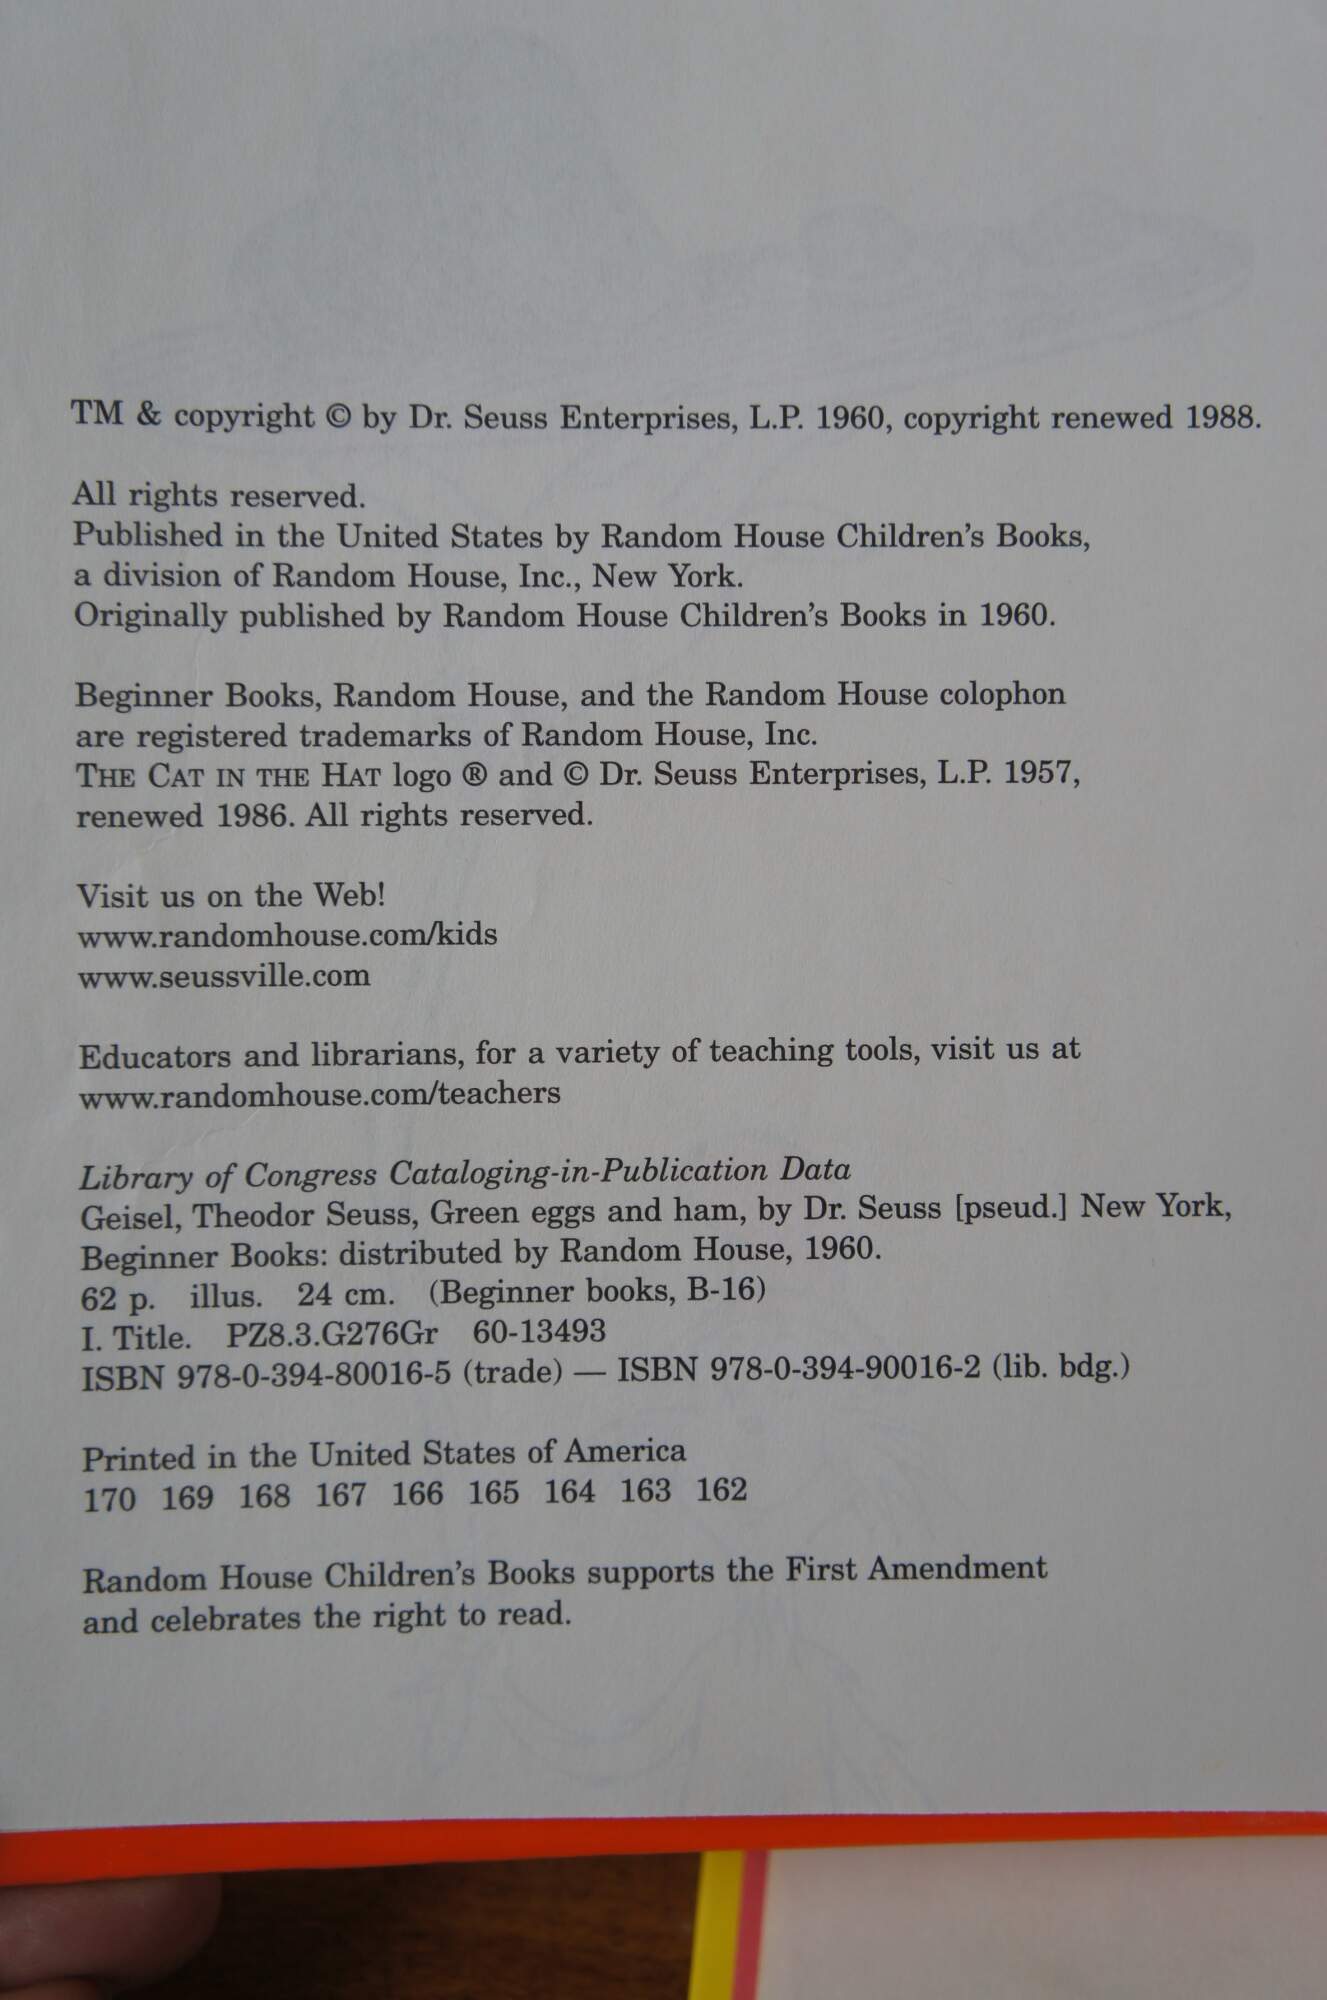 TM & copyright © by Dr. Seuss Enterprises, L.P. 1960, copyright renewed 1988.
All rights reserved.
Published in the United States by Random House Children's Books,
a division of Random House, Inc., New York.
Originally published by Random House Children's Books in 1960.
Beginner Books, Random House, and the Random House colophon
are registered trademarks of Random House, Inc.
THE CAT IN THE HAT logo ® and © Dr. Seuss Enterprises, L.P. 1957,
renewed 1986. All rights reserved.
Visit us on the Web!
www.randomhouse.com/kids
www.seussville.com
Educators and librarians, for a variety of teaching tools, visit us at
www.randomhouse.com/teachers
Library of Congress Cataloging-in-Publication Data
Geisel, Theodor Seuss, Green eggs and ham, by Dr. Seuss [pseud.] New York,
Beginner Books: distributed by Random House, 1960.
62 p. illus. 24 cm. (Beginner books, B-16)
I. Title. PZ8.3.G276Gr 60-13493
ISBN 978-0-394-80016-5 (trade) — ISBN 978-0-394-90016-2 (lib. bdg.)
Printed in the United States of America
170 169 168 167 166 165 164 163 162
Random House Children's Books supports the First Amendment
and celebrates the right to read.